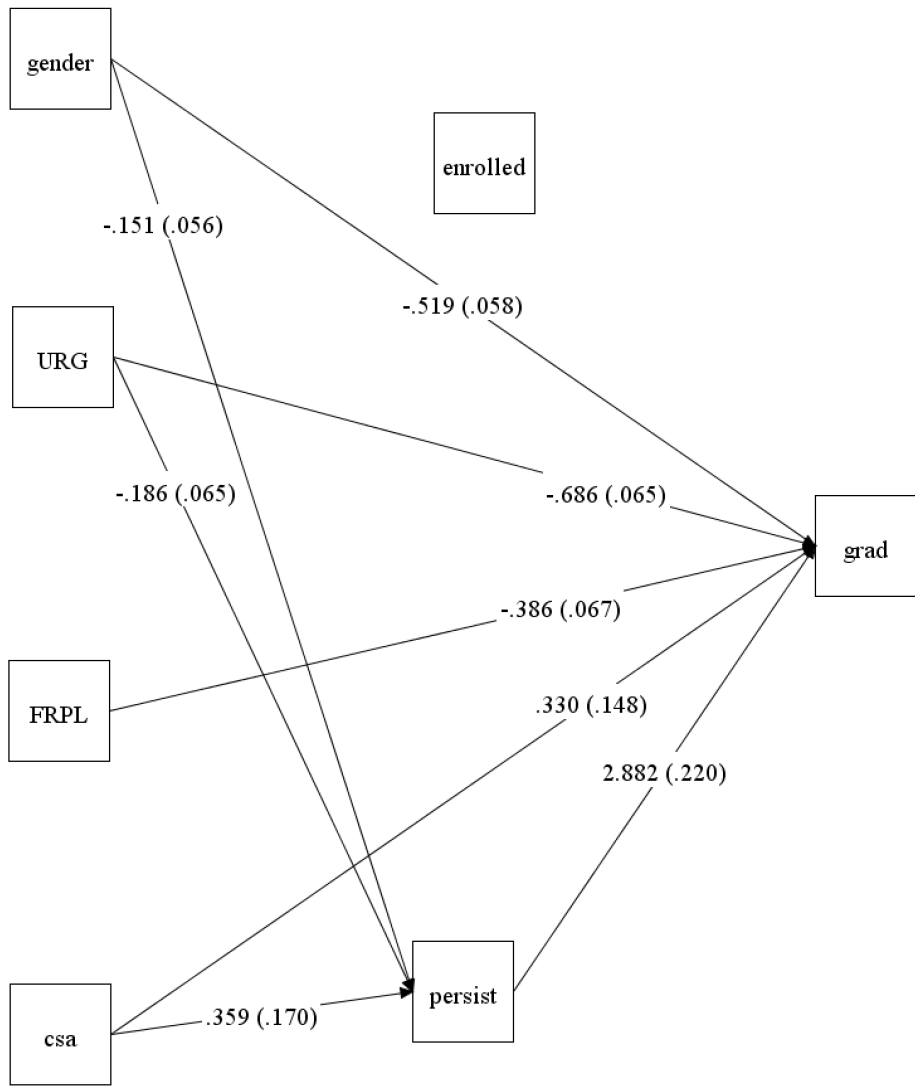 gender
enrolled
-.151 (.056)
-.519 (.058)
URG
-.186 (.065)
-.686 (.065)
grad
-.386 (.067)
FRPL
.330 (.148)
2.882 (.220)
persist
.359 (.170)
csa